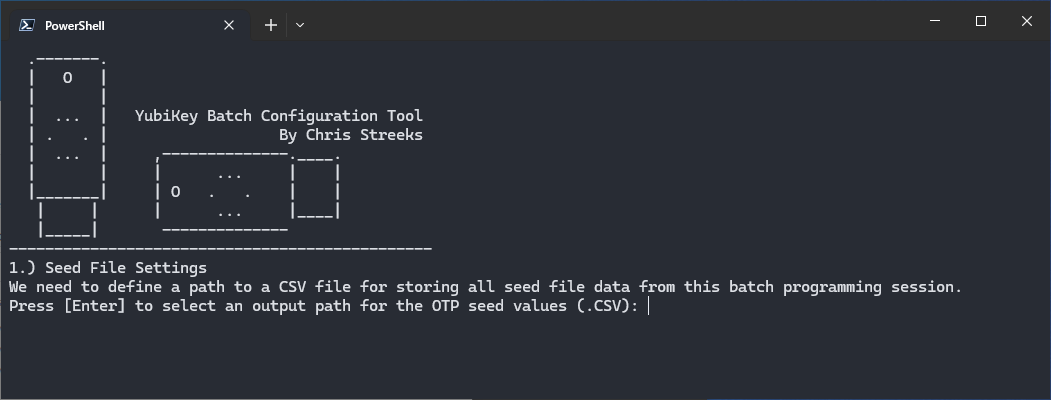 PowerShell
YubiKey Batch Configuration Tool
By Chris Streeks
1.) Seed File Settings
We need to define a path to a CSV file for storing all seed file data from this batch programming session.
Press [Enter] to select an output path for the OTP seed values (.CSV):